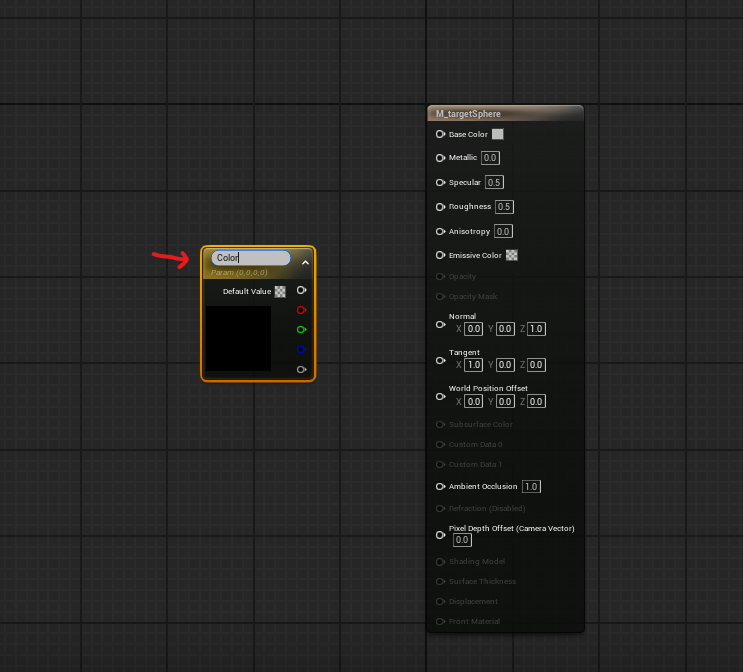 Color
Param (0,0,0,0)
Default Value
M_targetSphere
Base Color
Metallic 0.0
Specular 0.5
Roughness 0.5
Anisotropy 0.0
Emissive Color
Opacity
Opacity Mask
Normal
X 0.0 Y 0.0 Z 1.0
Tangent
X 1.0 Y 0.0 Z 0.0
World Position Offset
X 0.0 Y 0.0 Z 0.0
Subsurface Color
Custom Data 0
Custom Data 1
Ambient Occlusion 1.0
Refraction (Disabled)
Pixel Depth Offset (Camera Vector)
0.0
Shading Model
Surface Thickness
Displacement
Front Material